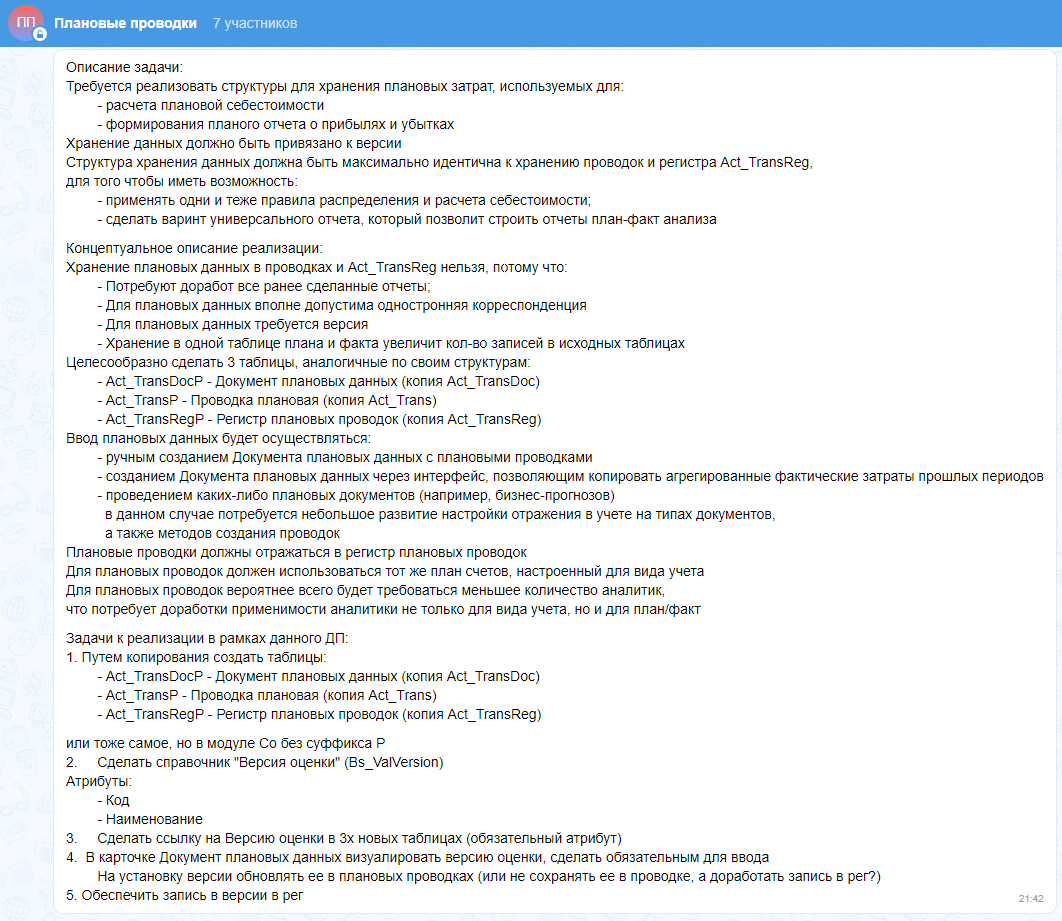 ПП
Плановые проводки 7 участников
Описание задачи:
Требуется реализовать структуры для хранения плановых затрат, используемых для:
- расчета плановой себестоимости
- формирования планого отчета о прибылях и убытках
Хранение данных должно быть привязано к версии
Структура хранения данных должна быть максимально идентична к хранению проводок и регистра Act_TransReg,
для того чтобы иметь возможность:
- применять одни и теже правила распределения и расчета себестоимости;
- сделать варинт универсального отчета, который позволит строить отчеты план-факт анализа
Концептуальное описание реализации:
Хранение плановых данных в проводках и Act_TransReg нельзя, потому что:
- Потребуют доработ все ранее сделанные отчеты;
- Для плановых данных вполне допустима одностронняя корреспонденция
- Для плановых данных требуется версия
- Хранение в одной таблице плана и факта увеличит кол-во записей в исходных таблицах
Целесообразно сделать 3 таблицы, аналогичные по своим структурам:
- Act_TransDocP - Документ плановых данных (копия Act_TransDoc)
- Act_TransP - Проводка плановая (копия Act_Trans)
- Act_TransRegP - Регистр плановых проводок (копия Act_TransReg)
Ввод плановых данных будет осуществляться:
- ручным созданием Документа плановых данных с плановыми проводками
- созданием Документа плановых данных через интерфейс, позволяющим копировать агрегированные фактические затраты прошлых периодов
- проведением каких-либо плановых документов (например, бизнес-прогнозов)
в данном случае потребуется небольшое развитие настройки отражения в учете на типах документов,
а также методов создания проводок
Плановые проводки должны отражаться в регистр плановых проводок
Для плановых проводок должен использоваться тот же план счетов, настроенный для вида учета
Для плановых проводок вероятнее всего будет требоваться меньшее количество аналитик,
что потребует доработки применимости аналитики не только для вида учета, но и для план/факт
Задачи к реализации в рамках данного ДП:
1. Путем копирования создать таблицы:
- Act_TransDocP - Документ плановых данных (копия Act_TransDoc)
- Act_TransP - Проводка плановая (копия Act_Trans)
- Act_TransRegP - Регистр плановых проводок (копия Act_TransReg)
или тоже самое, но в модуле Co без суффикса P
2. Сделать справочник "Версия оценки" (Bs_ValVersion)
Атрибуты:
- Код
- Наименование
3. Сделать ссылку на Версию оценки в 3х новых таблицах (обязательный атрибут)
4. В карточке Документ плановых данных визуалировать версию оценки, сделать обязательным для ввода
На установку версии обновлять ее в плановых проводках (или не сохранять ее в проводке, а доработать запись в рег?)
5. Обеспечить запись в версии в рег
21:42